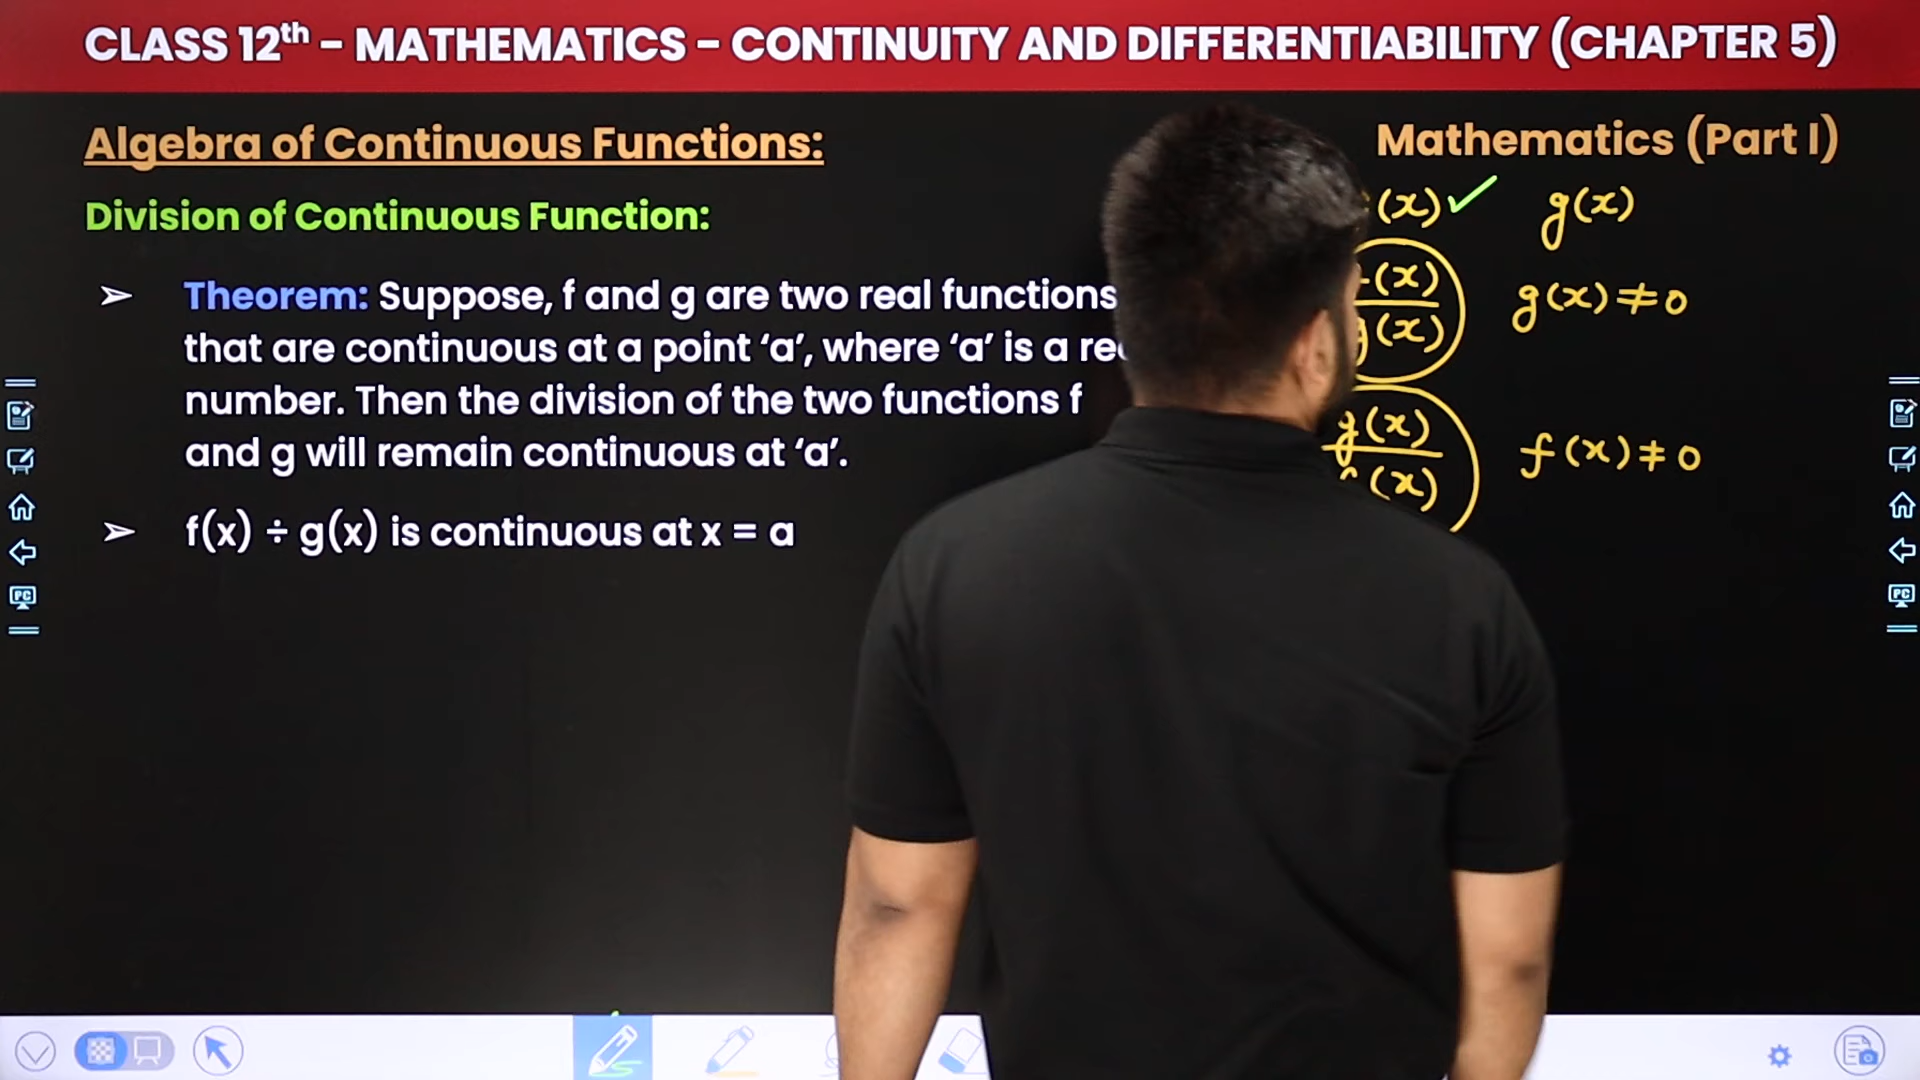 CLASS 12th – MATHEMATICS – CONTINUITY AND DIFFERENTIABILITY (CHAPTER 5)
Algebra of Continuous Functions:
Mathematics (Part I)
Division of Continuous Function:
➢ Theorem: Suppose, f and g are two real functions
that are continuous at a point ‘a’, where ‘a’ is a
number. Then the division of the two functions f
and g will remain continuous at ‘a’.
➢ f(x) ÷ g(x) is continuous at x = a
(x) ✓ g(x)
(x)
(x)
g(x) ≠ 0
g(x)
(x)
f(x) ≠ 0
PC
PC